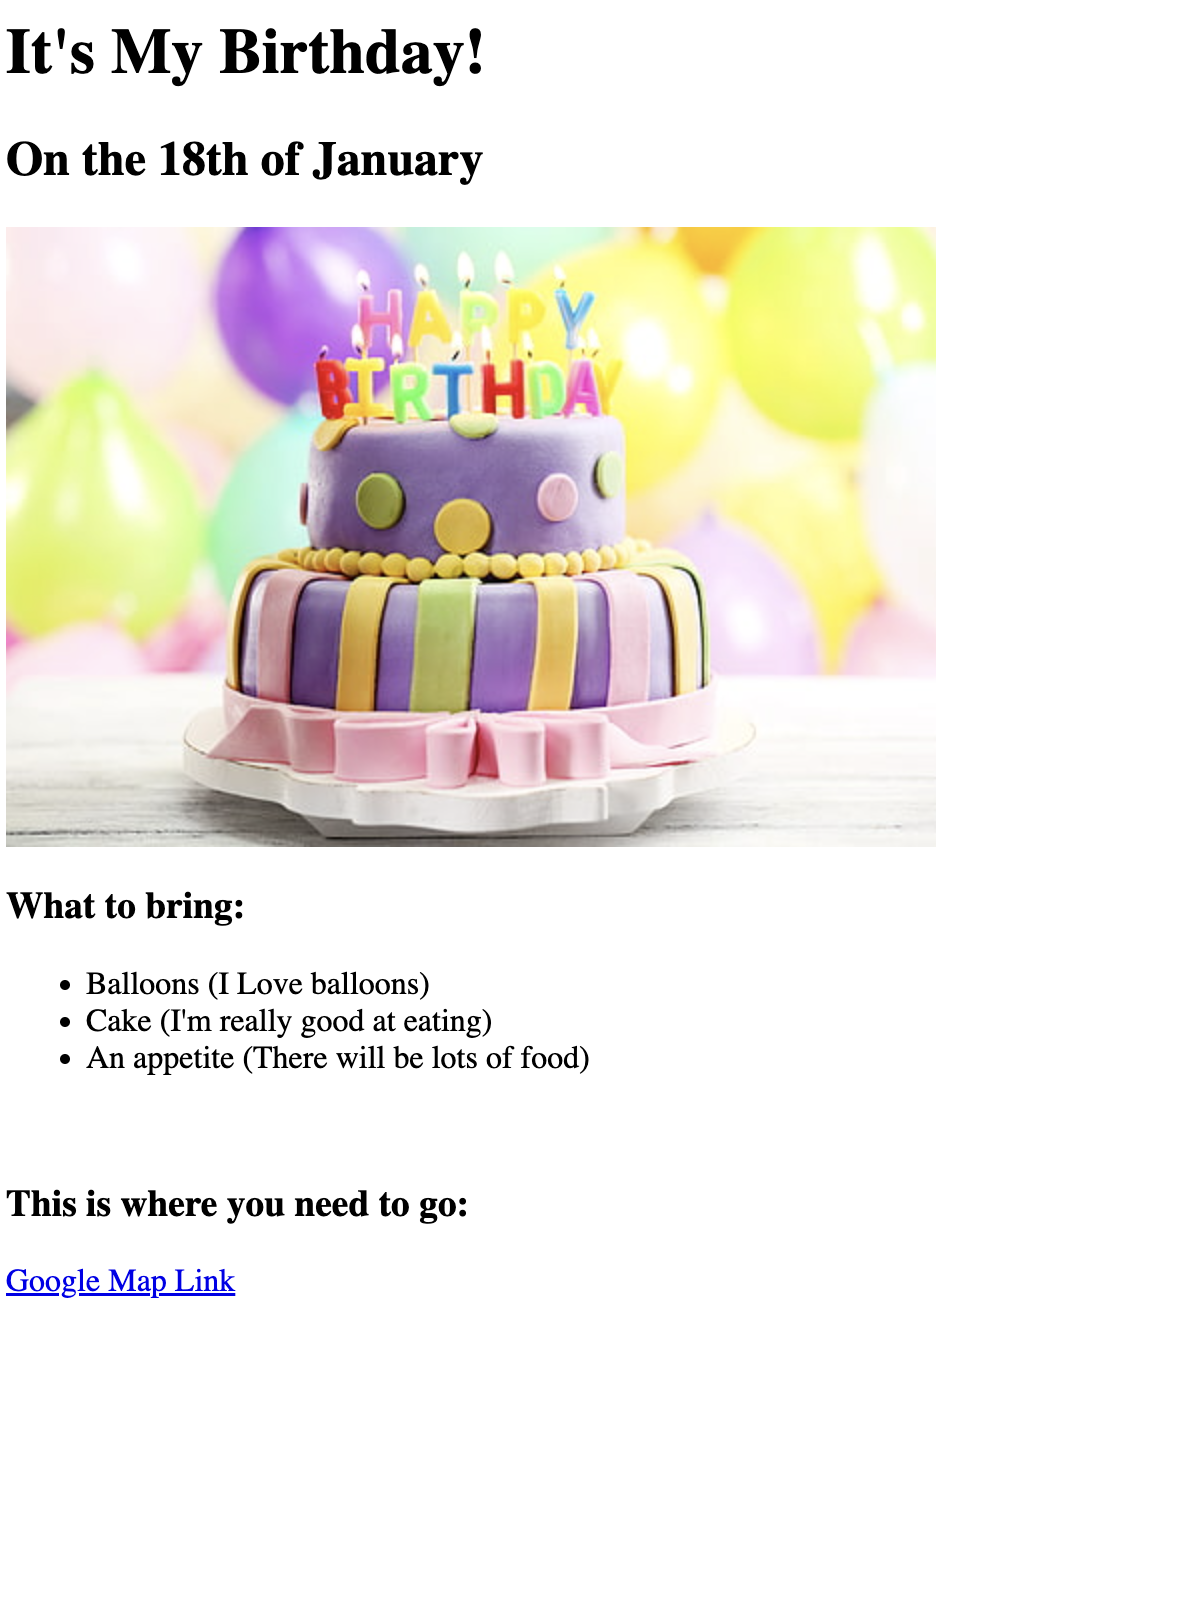 It's My Birthday!
On the 18th of January
HAPPY
BIRTHDAY
What to bring:
Balloons (I Love balloons)
Cake (I'm really good at eating)
An appetite (There will be lots of food)
This is where you need to go:
Google Map Link